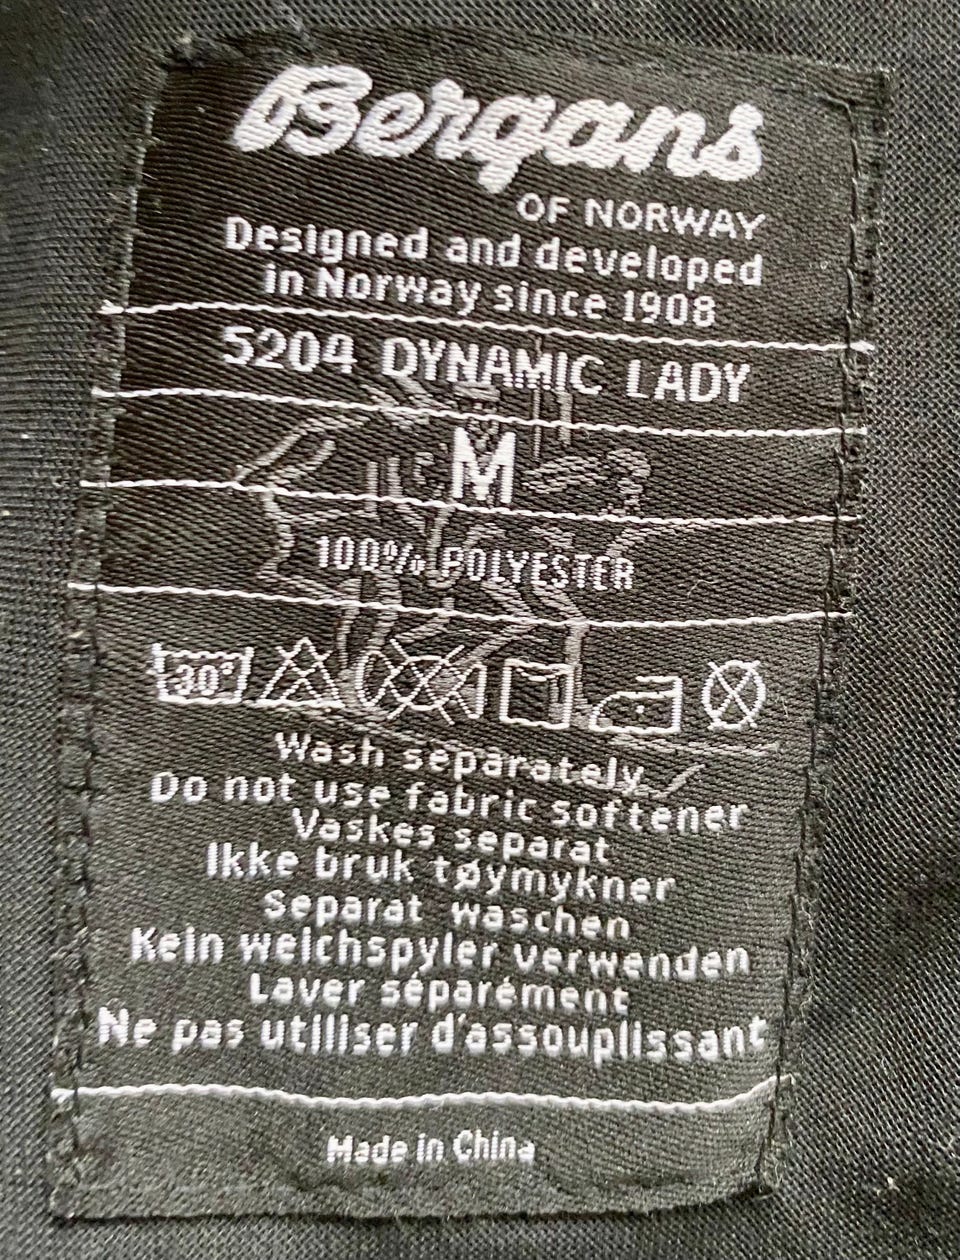 Bergans
OF NORWAY
Designed and developed
in Norway since 1908
5204 DYNAMIC LADY
M
100% POLYESTER
30°
Wash separately
Do not use fabric softener
Vaskes separat
Ikke bruk tøymykner
Separat waschen
Kein weichspyler verwenden
Laver séparément
Ne pas utiliser d'assouplissant
Made in China